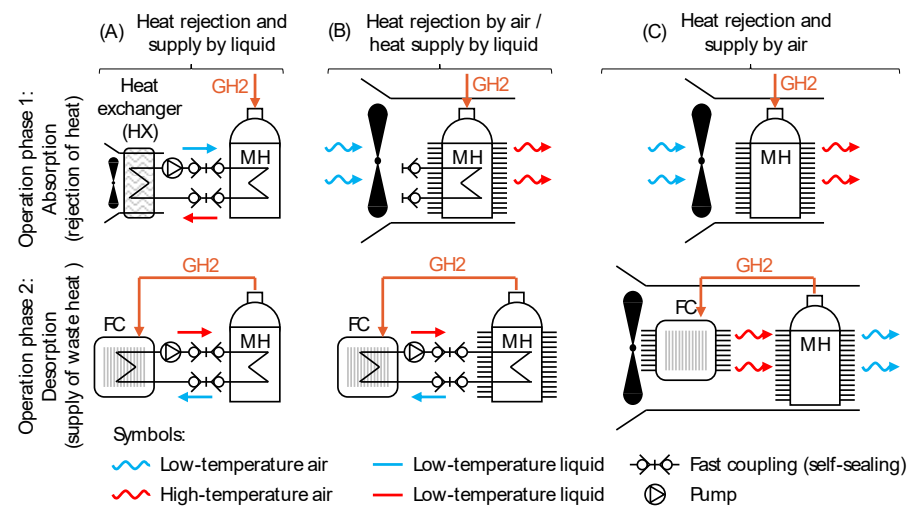 (A)
Heat rejection and
supply by liquid
(B)
Heat rejection by air /
heat supply by liquid
(C)
Heat rejection and
supply by air
Operation phase 1:
Absorption
(rejection of heat)
Heat
exchanger
(HX)
GH2
MH
GH2
MH
GH2
MH
Operation phase 2:
Desorption
(supply of waste heat )
GH2
FC
MH
GH2
FC
MH
GH2
FC
MH
Symbols:
Low-temperature air
Low-temperature liquid
Fast coupling (self-sealing)
High-temperature air
Low-temperature liquid
Pump